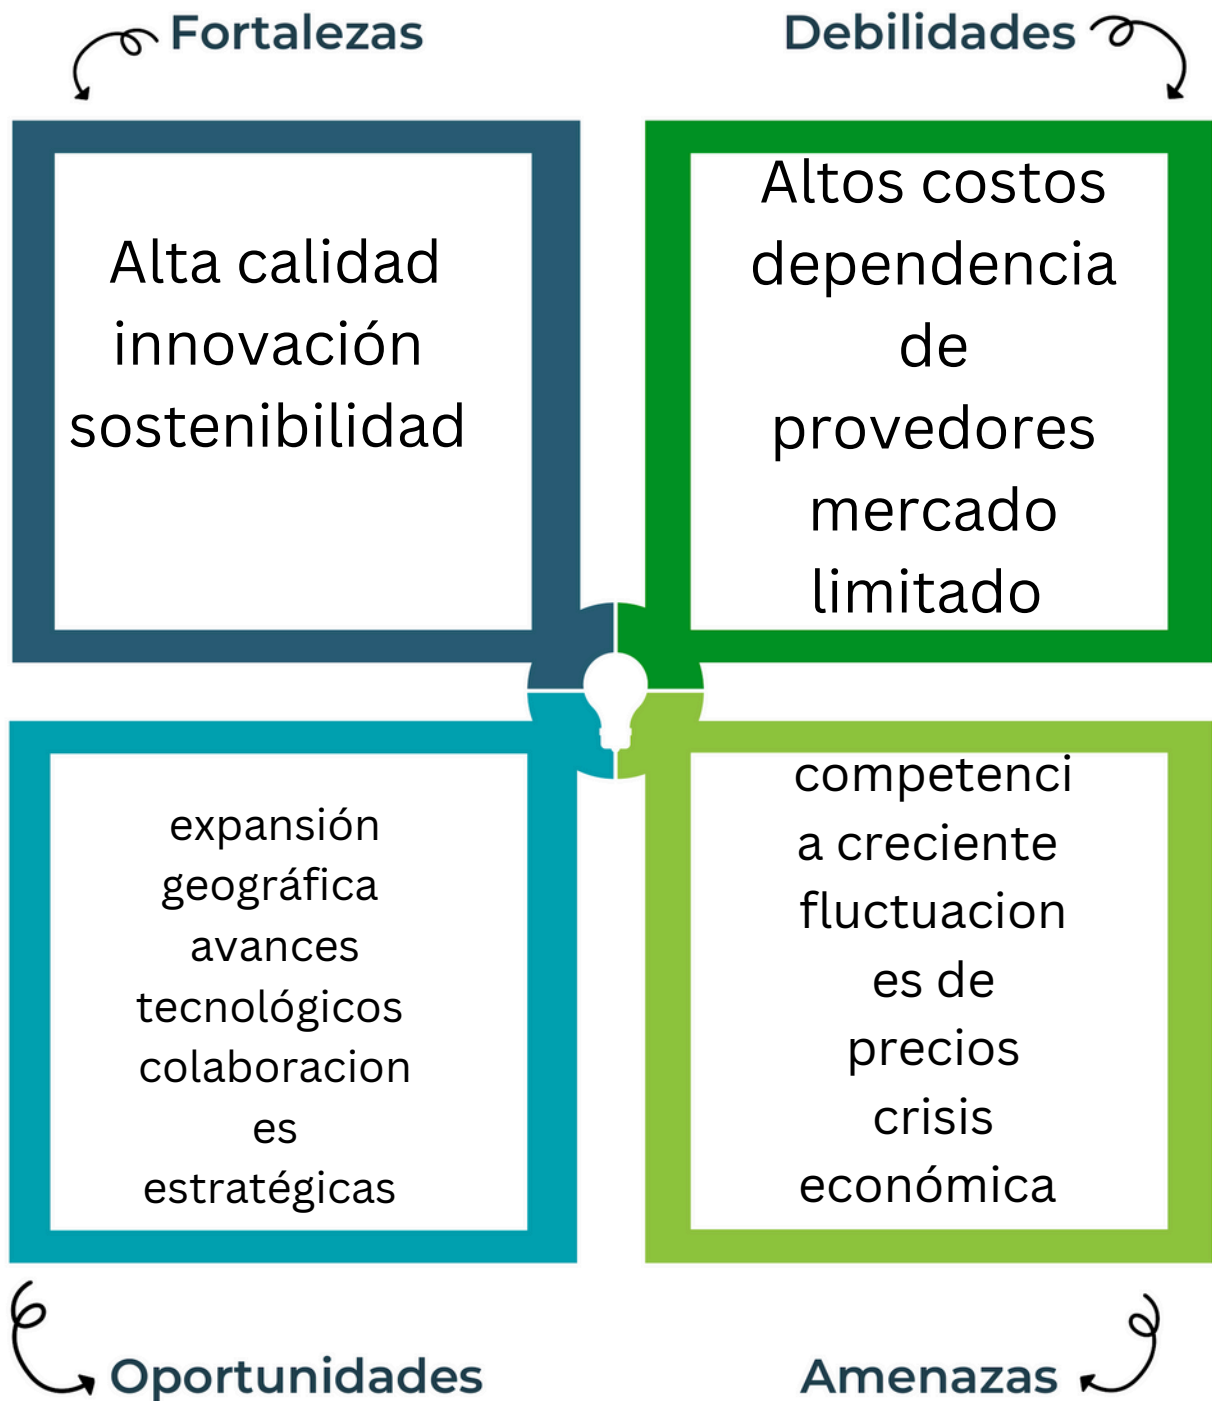 Fortalezas
Alta calidad
innovación
sostenibilidad
Debilidades
Altos costos
dependencia
de
provedores
mercado
limitado
expansión
geográfica
avances
tecnológicos
colaboracion
es
estratégicas
Oportunidades
competenci
a creciente
fluctuacion
es de
precios
crisis
económica
Amenazas